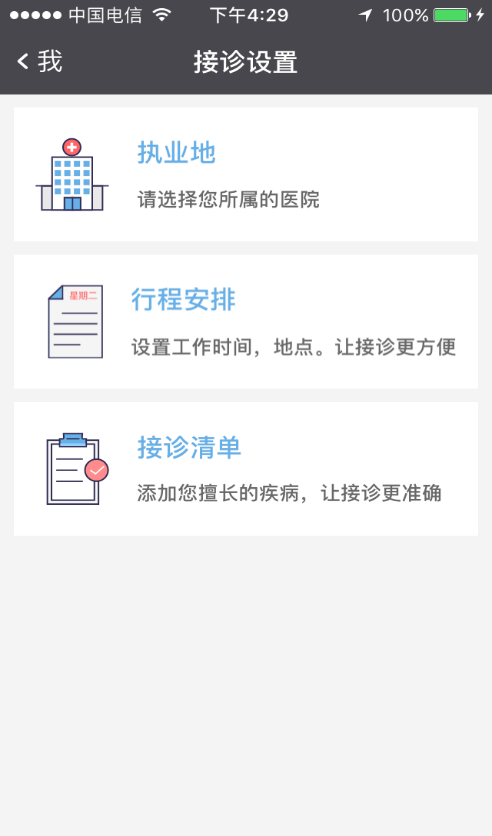 中国电信 下午4:29 100%
我 接诊设置
执业地
请选择您所属的医院
星期二
行程安排
设置工作时间，地点。让接诊更方便
接诊清单
添加您擅长的疾病，让接诊更准确